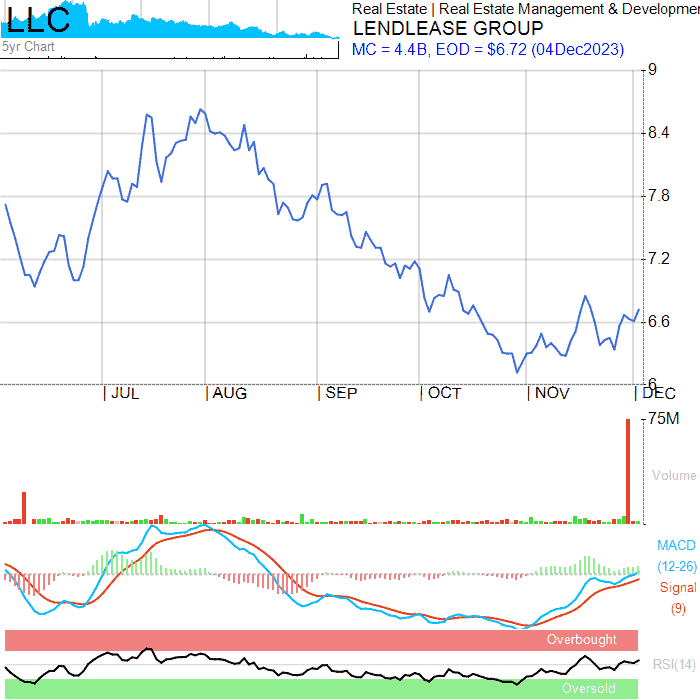 LLC
5yr Chart
Real Estate | Real Estate Management & Developmen
LENDLEASE GROUP
MC = 4.4B, EOD = $6.72 (04Dec2023)
9
8.4
7.8
7.2
6.6
6
| JUL | AUG | SEP | OCT | NOV | DEC
75M
Volume
MACD
(12-26)
Signal
(9)
Overbought
RSI(14)
Oversold